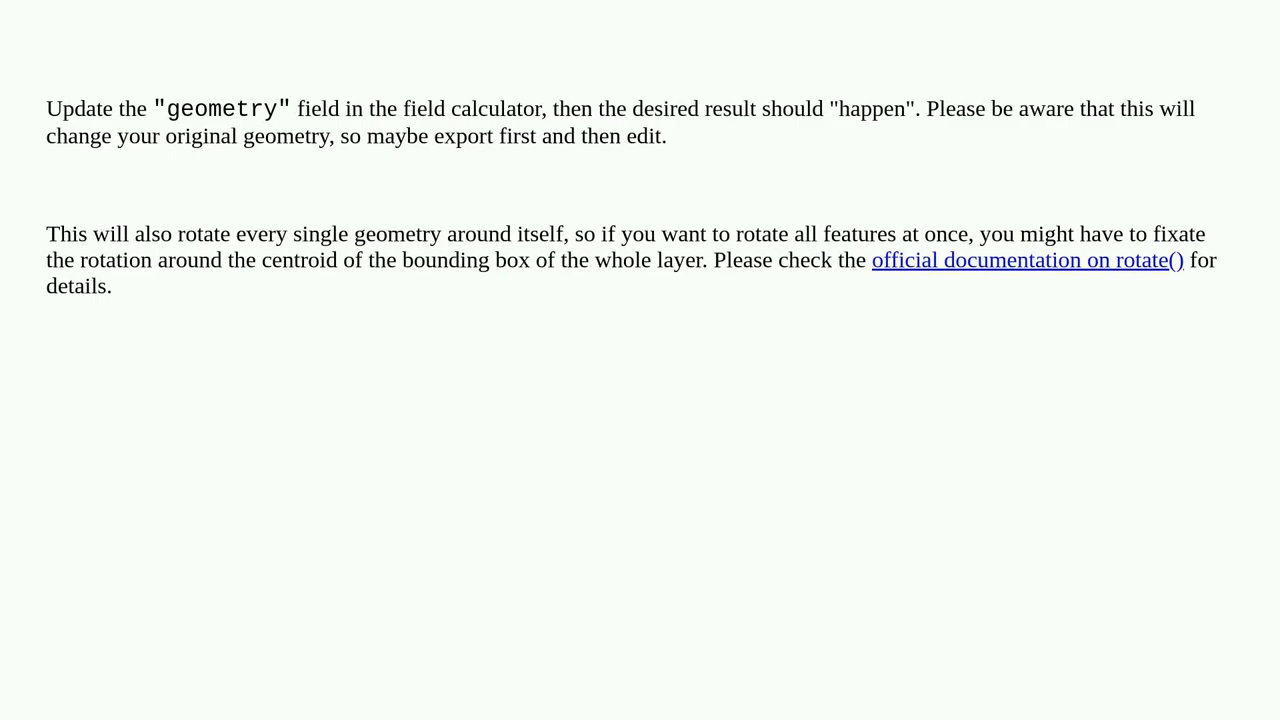 Update the "geometry" field in the field calculator, then the desired result should "happen". Please be aware that this will
change your original geometry, so maybe export first and then edit.
This will also rotate every single geometry around itself, so if you want to rotate all features at once, you might have to fixate
the rotation around the centroid of the bounding box of the whole layer. Please check the official documentation on rotate() for
details.